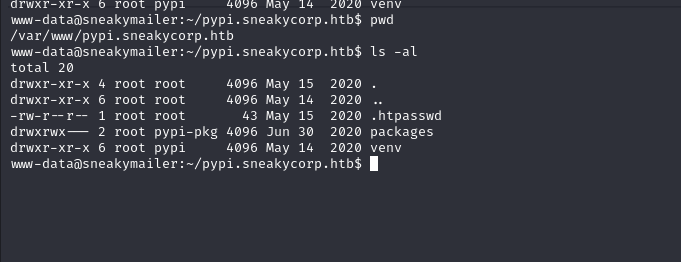 drwxr-xr-x 6 root pypi     4096 May 14  2020 venv
www-data@sneakymailer:~/pypi.sneakycorp.htb$ pwd
/var/www/pypi.sneakycorp.htb
www-data@sneakymailer:~/pypi.sneakycorp.htb$ ls -al
total 20
drwxr-xr-x 4 root root     4096 May 15  2020 .
drwxr-xr-x 6 root root     4096 May 14  2020 ..
-rw-r--r-- 1 root root       43 May 15  2020 .htpasswd
drwxrwx--- 2 root pypi-pkg 4096 Jun 30  2020 packages
drwxr-xr-x 6 root pypi     4096 May 14  2020 venv
www-data@sneakymailer:~/pypi.sneakycorp.htb$